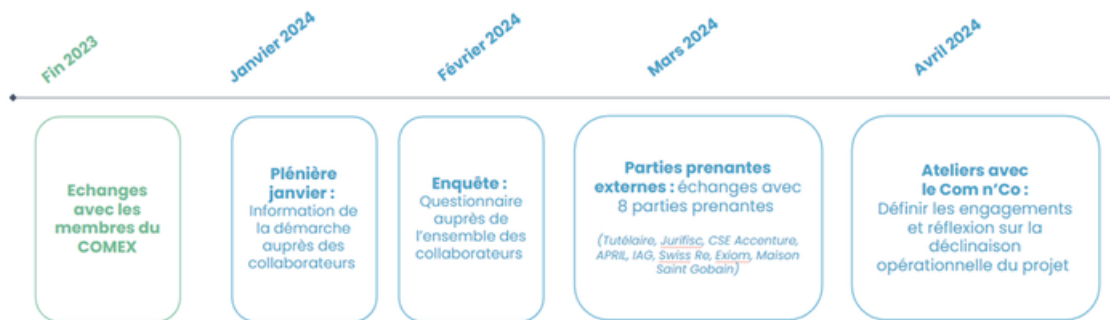 Fin 2023
Janvier 2024
Février 2024
Mars 2024
Avril 2024
Echanges
avec les
membres du
COMEX
Plénière
janvier :
Information de
la démarche
auprès des
collaborateurs
Enquête :
Questionnaire
auprès de
l'ensemble des
collaborateurs
Parties prenantes
externes : échanges avec
8 parties prenantes
(Tutélaire, Jurifisc, CSE Accenture,
APRIL, IAG, Swiss Re, Exiom, Maison
Saint Gobain)
Ateliers avec
le Com n'Co :
Définir les engagements
et réflexion sur la
déclinaison
opérationnelle du projet